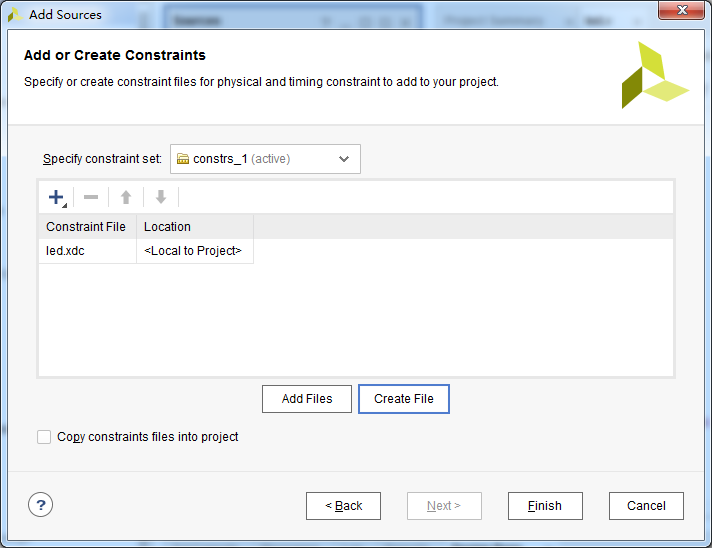 Add Sources
Add or Create Constraints
Specify or create constraint files for physical and timing constraint to add to your project.
Specify constraint set: constrs_1 (active)
Constraint File Location
led.xdc <Local to Project>
Add Files Create File
Copy constraints files into project
? < Back Next > Finish Cancel